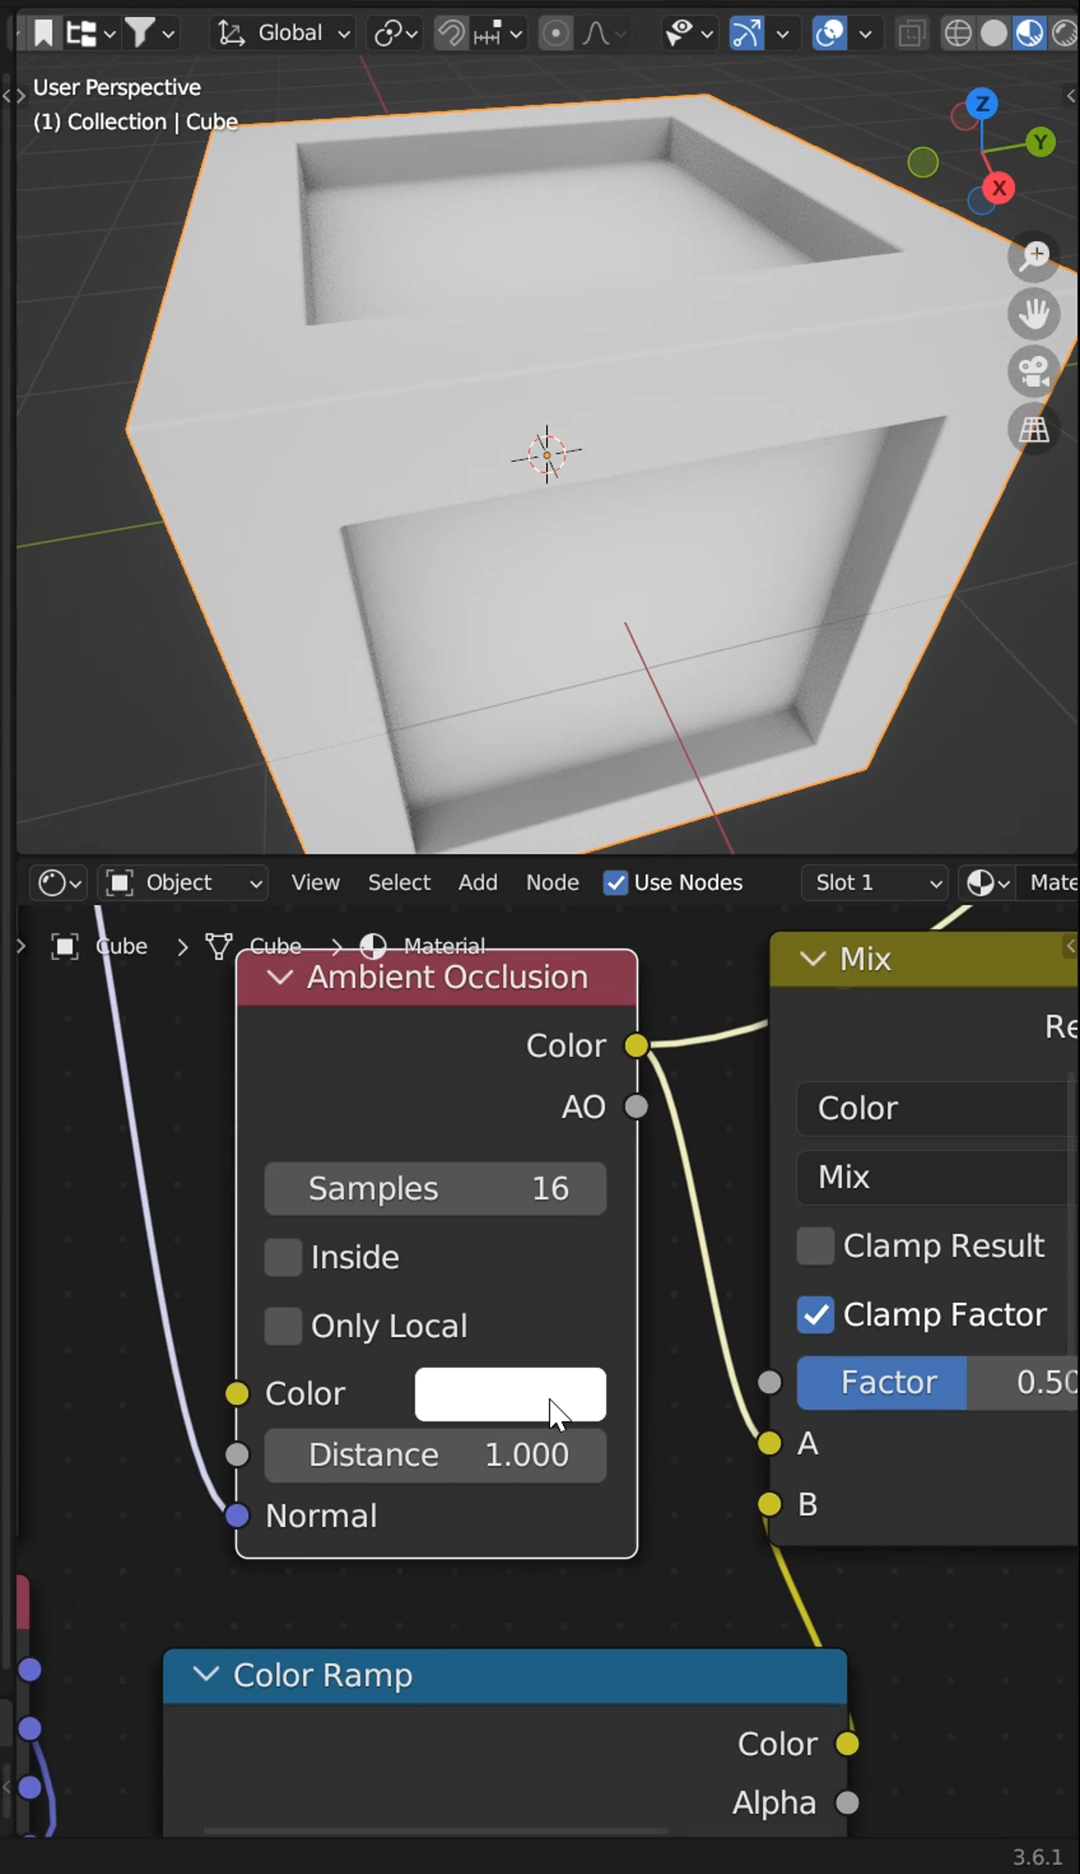 Global
User Perspective
(1) Collection | Cube
Z
Y
X
Object
View
Select
Add
Node
Use Nodes
Slot 1
Mate
Cube
Cube
Material
Ambient Occlusion
Color
AO
Samples 16
Inside
Only Local
Color
Distance 1.000
Normal
Mix
Re
Color
Mix
Clamp Result
Clamp Factor
Factor 0.50
A
B
Color Ramp
Color
Alpha
3.6.1